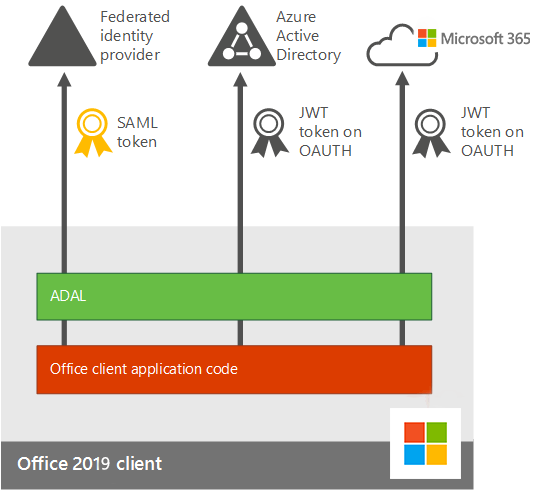 Federated
identity
provider
Azure
Active
Directory
Microsoft 365
SAML
token
JWT
token on
OAUTH
JWT
token on
OAUTH
ADAL
Office client application code
Office 2019 client